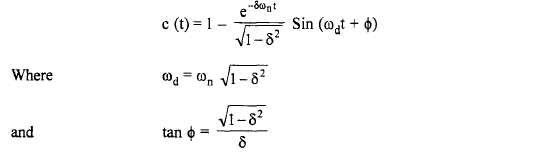 c (t) = 1 − e^{−δω_n t} / √(1−δ²) Sin (ω_d t + ϕ)
Where ω_d = ω_n √(1−δ²)
and tan ϕ = √(1−δ²) / δ